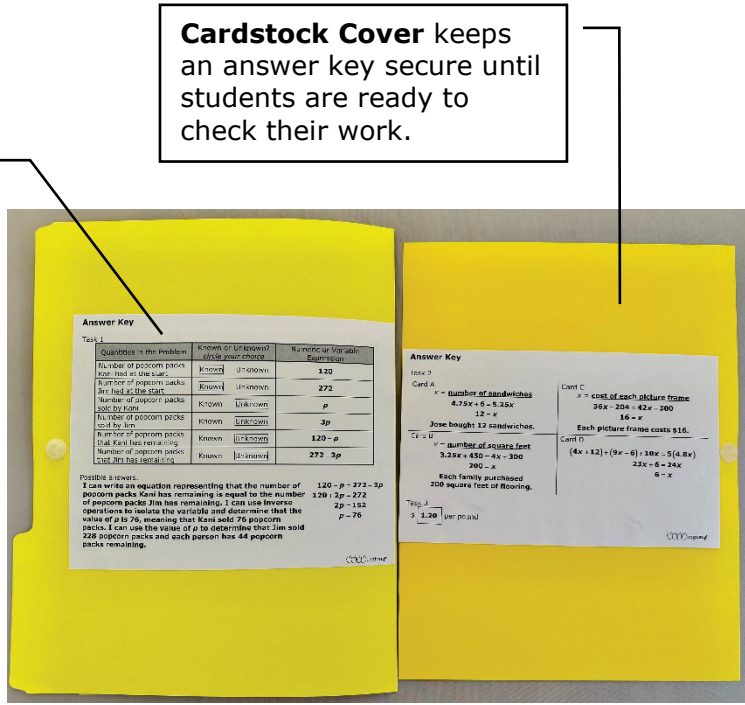 Cardstock Cover keeps
an answer key secure until
students are ready to
check their work.
Answer Key
Task 1
Quantities in the Problem
Known or Unknown?
circle your choice
Numeric or Variable
Expression
Number of popcorn packs
Kani had at the start
Known Unknown
120
Number of popcorn packs
Jim had at the start
Known Unknown
272
Number of popcorn packs
sold by Kani
Known Unknown
p
Number of popcorn packs
sold by Jim
Known Unknown
3p
Number of popcorn packs
that Kani has remaining
Known Unknown
120 – p
Number of popcorn packs
that Jim has remaining
Known Unknown
272 3p
Possible answers.
I can write an equation representing that the number of
popcorn packs Kani has remaining is equal to the number
of popcorn packs Jim has remaining. I can use inverse
operations to isolate the variable and determine that the
value of p is 76, meaning that Kani sold 76 popcorn
packs. I can use the value of p to determine that Jim sold
228 popcorn packs and each person has 44 popcorn
packs remaining.
120 – p = 272 – 3p
120 + 2p = 272
2p = 152
p = 76
Answer Key
Task 2
Card A
x = number of sandwiches
4.75x + 6 = 5.25x
12 = x
Jose bought 12 sandwiches.
Card B
x = number of square feet
3.25x + 450 = 4x + 300
200 = x
Each family purchased
200 square feet of flooring.
Card C
x = cost of each picture frame
36x – 204 = 42x – 300
16 = x
Each picture frame costs $16.
Card D
(4x + 12) + (9x – 6) + 10x = 5(4.8x)
23x + 6 = 24x
6 = x
Task 3
$ 1.20 per pound